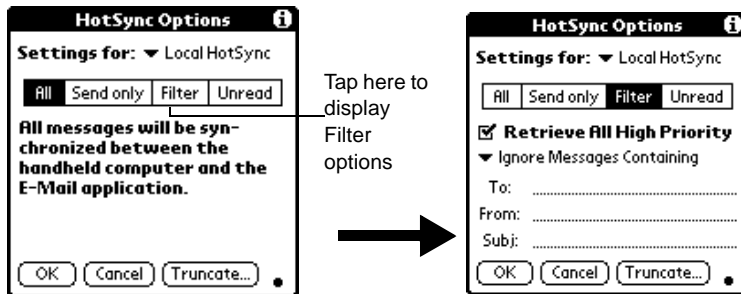 HotSync Options i
Settings for: Local HotSync
All Send only Filter Unread
All messages will be syn-
chronized between the
handheld computer and the
E-Mail application.
OK Cancel Truncate...
Tap here to
display
Filter
options
HotSync Options i
Settings for: Local HotSync
All Send only Filter Unread
Retrieve All High Priority
Ignore Messages Containing
To:
From:
Subj:
OK Cancel Truncate...